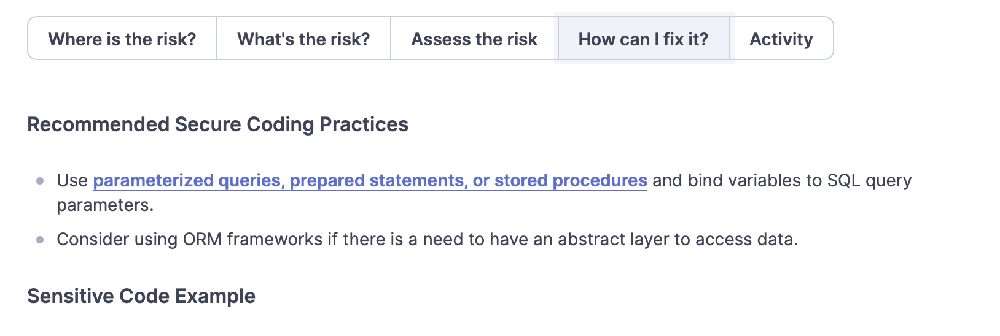 Where is the risk? What's the risk? Assess the risk How can I fix it? Activity
Recommended Secure Coding Practices
Use parameterized queries, prepared statements, or stored procedures and bind variables to SQL query
parameters.
Consider using ORM frameworks if there is a need to have an abstract layer to access data.
Sensitive Code Example